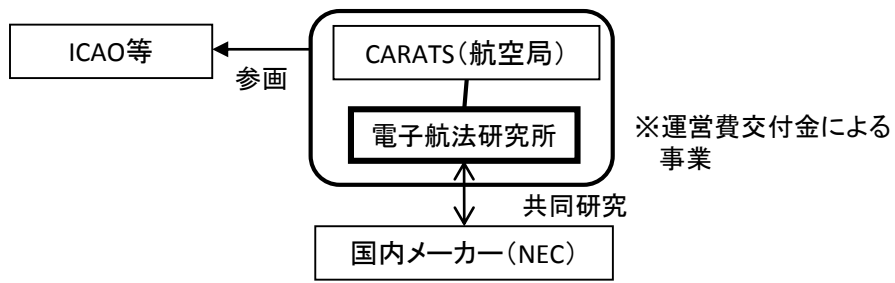 ICAO等
CARATS（航空局）
参画
電子航法研究所
※運営費交付金による
事業
共同研究
国内メーカー（NEC）